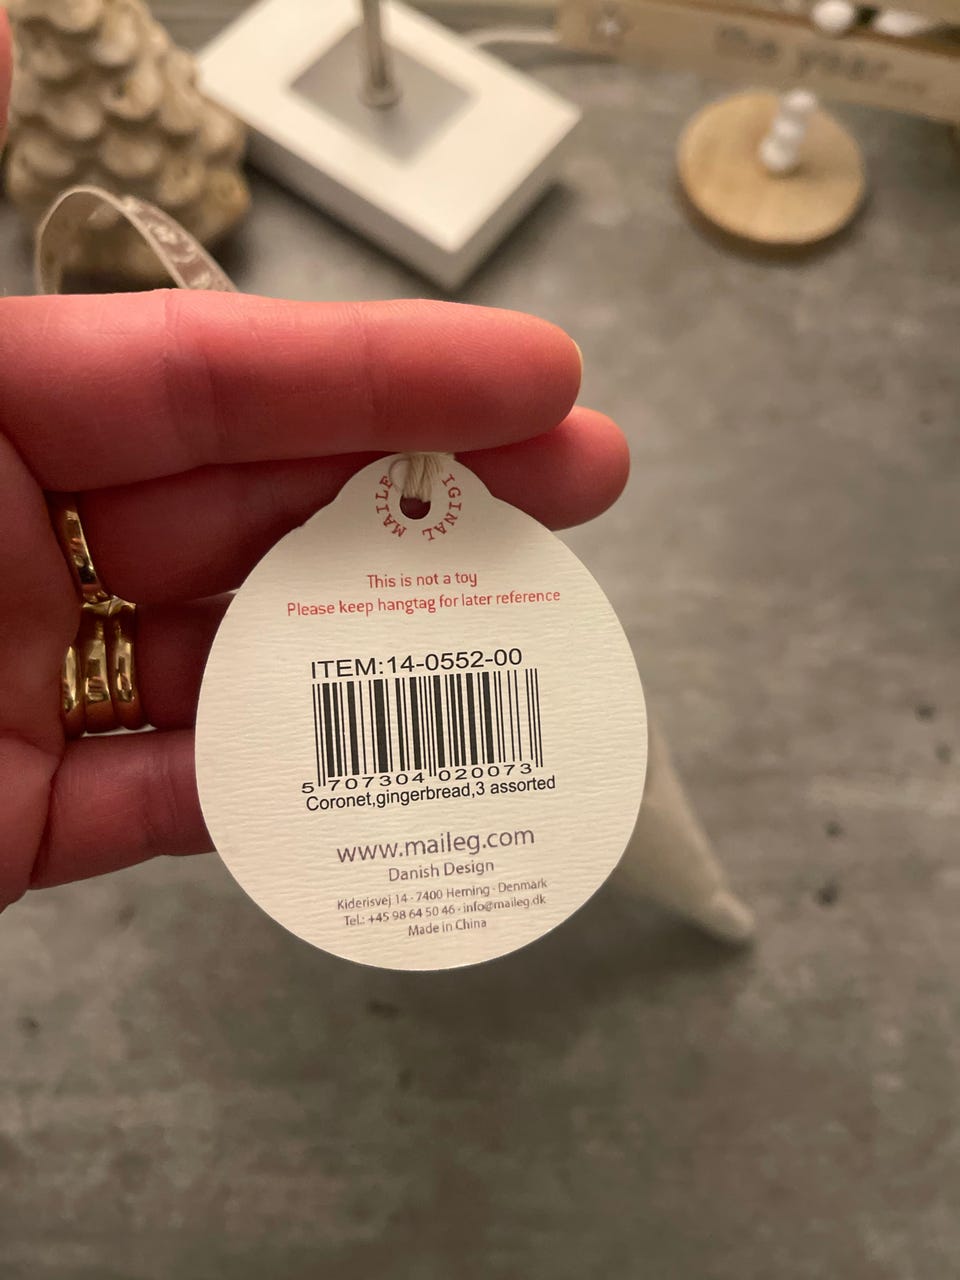 the year...
MAILE
IGINAL
This is not a toy
Please keep hangtag for later reference
ITEM:14-0552-00
5 707304 020073
Coronet,gingerbread,3 assorted
www.maileg.com
Danish Design
Kiderisvej 14 · 7400 Herning · Denmark
Tel.: +45 98 64 50 46 · info@maileg.dk
Made in China